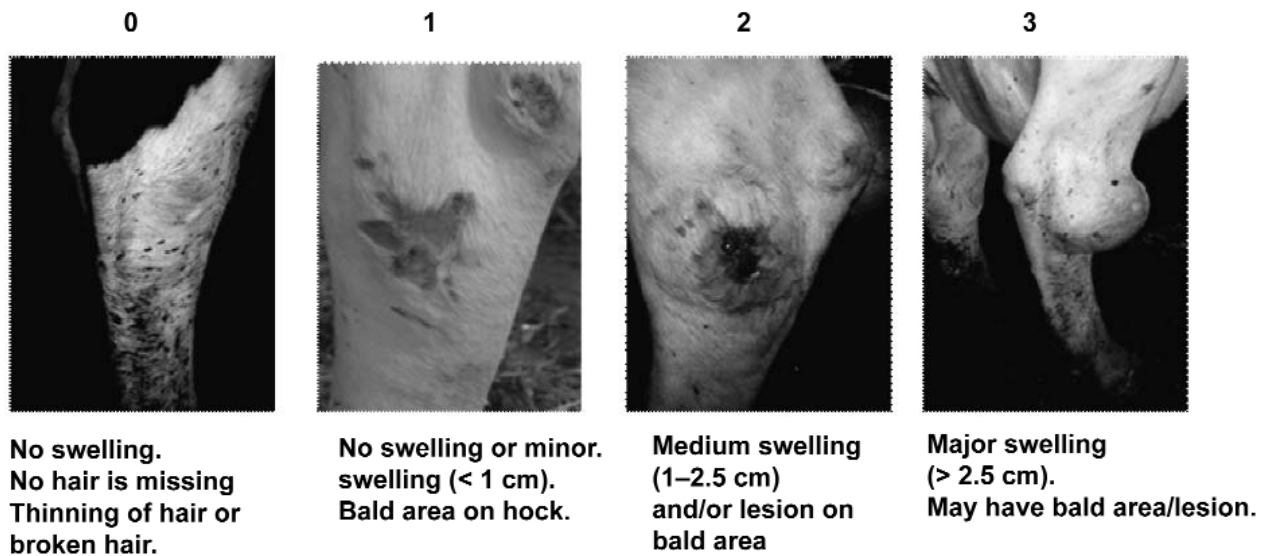 0
1
2
3
No swelling.
No hair is missing
Thinning of hair or
broken hair.
No swelling or minor.
swelling (< 1 cm).
Bald area on hock.
Medium swelling
(1–2.5 cm)
and/or lesion on
bald area
Major swelling
(> 2.5 cm).
May have bald area/lesion.